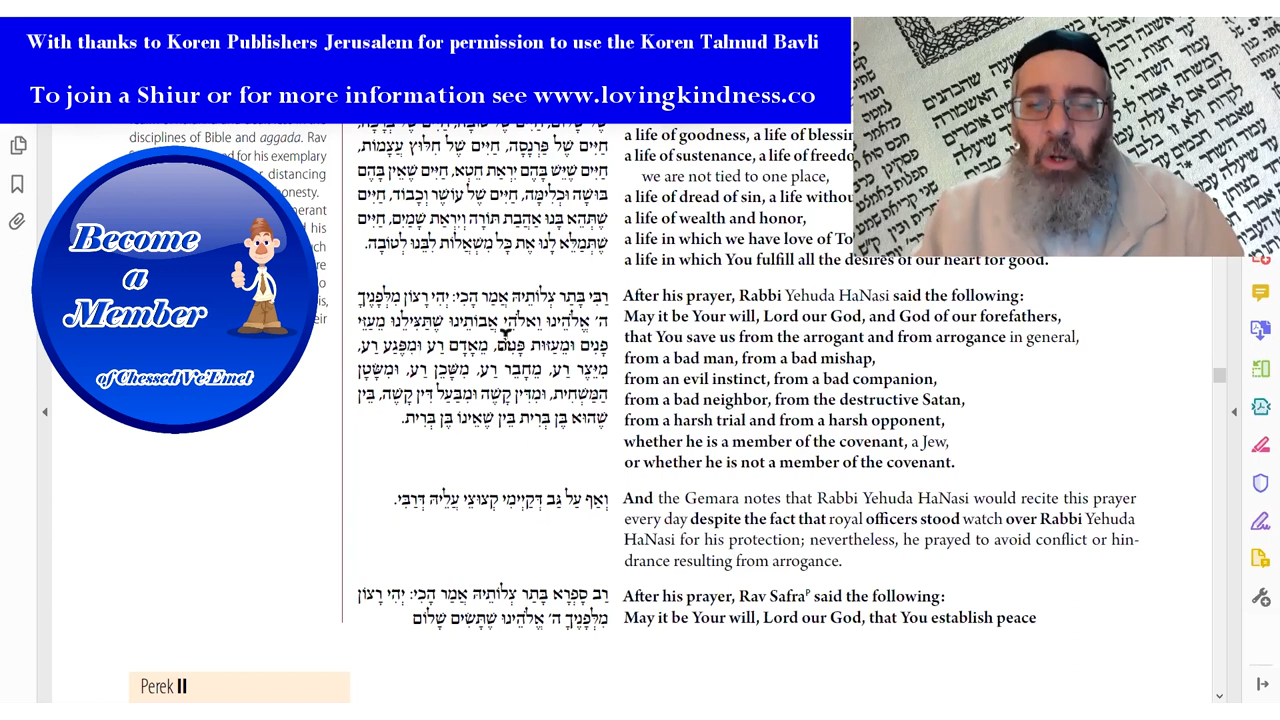 With thanks to Koren Publishers Jerusalem for permission to use the Koren Talmud Bavli
To join a Shiur or for more information see www.lovingkindness.co
disciplines of Bible and aggada. Rav
for his exemplary
distancing
Become
a
Member
of Chessed V'eEmet
חַיִּים שֶׁל פַּרְנָסָה, חַיִּים שֶׁל חִלּוּץ עֲצָמוֹת,
חַיִּים שֶׁיֵּשׁ בָּהֶם יִרְאַת חֵטְא, חַיִּים שֶׁאֵין בָּהֶם
בּוּשָׁה וּכְלִימָּה, חַיִּים שֶׁל עוֹשֶׁר וְכָבוֹד, חַיִּים
שֶׁתְּהֵא בָּנוּ אַהֲבַת תּוֹרָה וְיִרְאַת שָׁמַיִם, חַיִּים
שֶׁתְּמַלֵּא לָנוּ אֶת כָּל מִשְׁאֲלוֹת לִבֵּנוּ לְטוֹבָה.
a life of goodness, a life of
a life of sustenance, a life of
we are not tied to one place,
a life of dread of sin, a life
a life of wealth and honor,
a life in which we have love of
a life in which You fulfill all the desires of our heart for good.
רַבִּי בָּתַר צְלוֹתֵיהּ אֲמַר הָכִי: יְהִי רָצוֹן מִלְּפָנֶיךָ
ה׳ אֱלֹהֵינוּ וֵאלֹהֵי אֲבוֹתֵינוּ שֶׁתַּצִּילֵנוּ מֵעַזֵּי
פָנִים וּמֵעַזּוּת פָּנִים, מֵאָדָם רַע וּמִפֶּגַע רַע,
מִיֵּצֶר רַע, מֵחָבֵר רַע, מִשָּׁכֵן רַע, וּמִשָּׂטָן
הַמַּשְׁחִית, וּמִדִּין קָשֶׁה וּמִבַּעַל דִּין קָשֶׁה, בֵּין
שֶׁהוּא בֶּן בְּרִית בֵּין שֶׁאֵינוֹ בֶּן בְּרִית.
After his prayer, Rabbi Yehuda HaNasi said the following:
May it be Your will, Lord our God, and God of our forefathers,
that You save us from the arrogant and from arrogance in general,
from a bad man, from a bad mishap,
from an evil instinct, from a bad companion,
from a bad neighbor, from the destructive Satan,
from a harsh trial and from a harsh opponent,
whether he is a member of the covenant, a Jew,
or whether he is not a member of the covenant.
וְאַף עַל גַּב דְּקַיְימִי קְצוּצֵי עֲלֵיהּ דְּרַבִּי.
And the Gemara notes that Rabbi Yehuda HaNasi would recite this prayer
every day despite the fact that royal officers stood watch over Rabbi Yehuda
HaNasi for his protection; nevertheless, he prayed to avoid conflict or hin-
drance resulting from arrogance.
רַב סָפְרָא בָּתַר צְלוֹתֵיהּ אֲמַר הָכִי: יְהִי רָצוֹן
מִלְּפָנֶיךָ ה׳ אֱלֹהֵינוּ שֶׁתָּשִׂים שָׁלוֹם
After his prayer, Rav Safraᴾ said the following:
May it be Your will, Lord our God, that You establish peace
Perek II